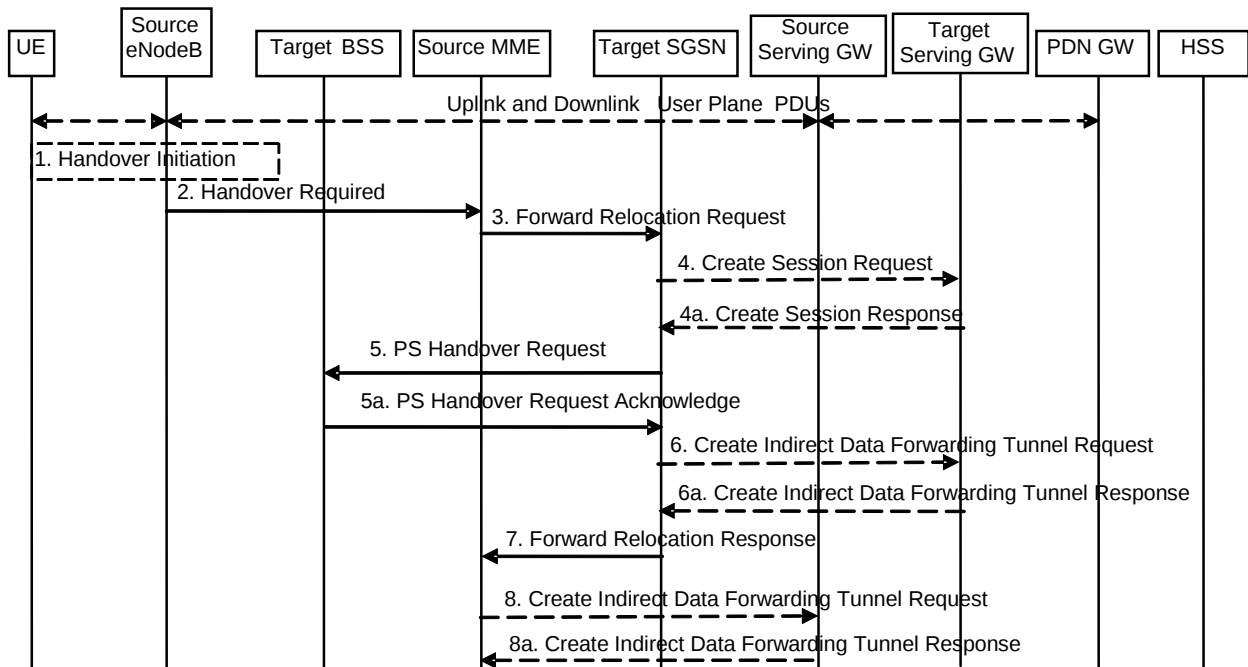 UE
Source
eNodeB
Target BSS
Source MME
Target SGSN
Source
Serving GW
Target
Serving GW
PDN GW
HSS
Uplink and Downlink User Plane PDUs
1. Handover Initiation
2. Handover Required
3. Forward Relocation Request
4. Create Session Request
4a. Create Session Response
5. PS Handover Request
5a. PS Handover Request Acknowledge
6. Create Indirect Data Forwarding Tunnel Request
6a. Create Indirect Data Forwarding Tunnel Response
7. Forward Relocation Response
8. Create Indirect Data Forwarding Tunnel Request
8a. Create Indirect Data Forwarding Tunnel Response